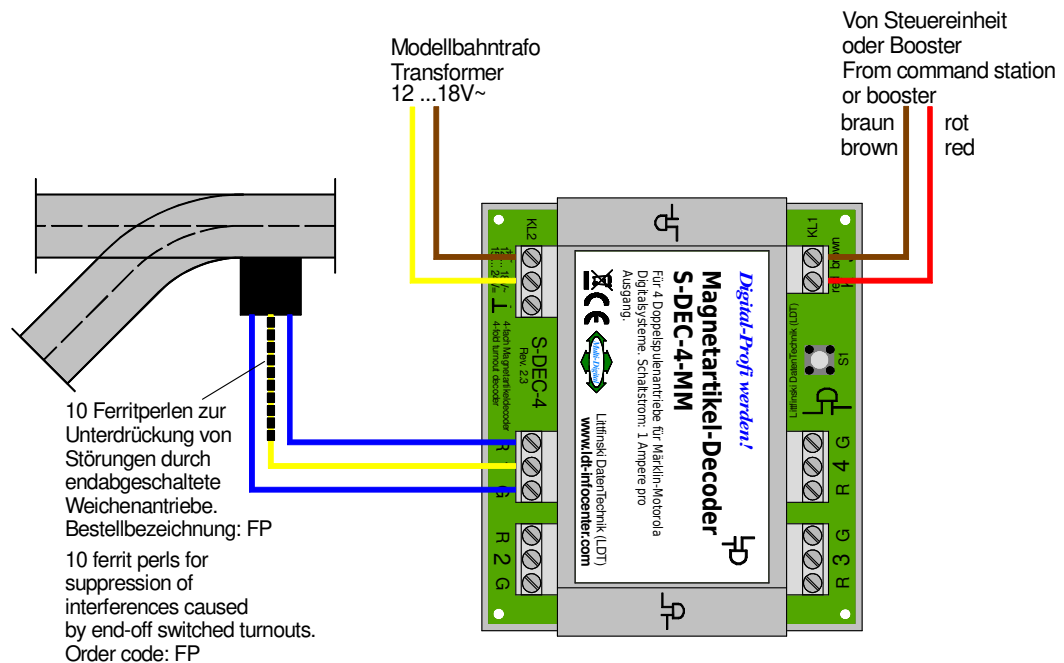 Modellbahntrafo
Transformer
12 ...18V~
Von Steuereinheit
oder Booster
From command station
or booster
braun
brown
rot
red
10 Ferritperlen zur
Unterdrückung von
Störungen durch
endabgeschaltete
Weichenantriebe.
Bestellbezeichnung: FP
10 ferrit perls for
suppression of
interferences caused
by end-off switched turnouts.
Order code: FP
KL2
S-DEC-4
Rev. 2.3
4-fach Magnetartikeldecoder
4-fold turnout decoder
R
G
R 2 G
Digital-Profi werden!
Magnetartikel-Decoder
S-DEC-4-MM
Für 4 Doppelspulenantriebe für Märklin-Motorola
Digitalsysteme. Schaltstrom: 1 Ampere pro
Ausgang.
Multi-Digital
Littfinski DatenTechnik (LDT)
www.ldt-infocenter.com
KL1
red brown
S1
Littfinski DatenTechnik (LDT)
R 4 G
R 3 G